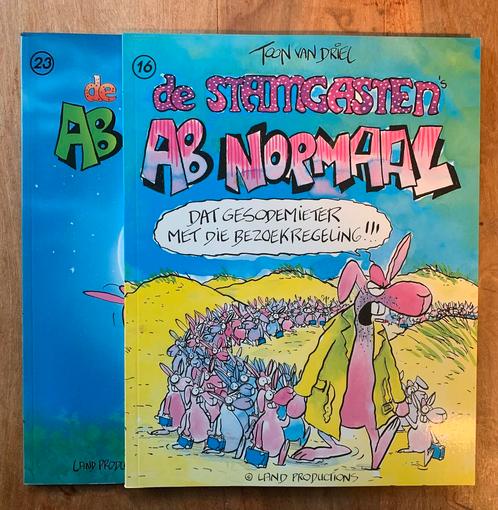 23
de
AB
LAND PRODU
16
TOON VAN DRIEL
de STAMGASTEN's
AB NORMAAL
DAT GESODEMIETER
MET DIE BEZOEKREGELING!!!
© LAND PRODUCTIONS